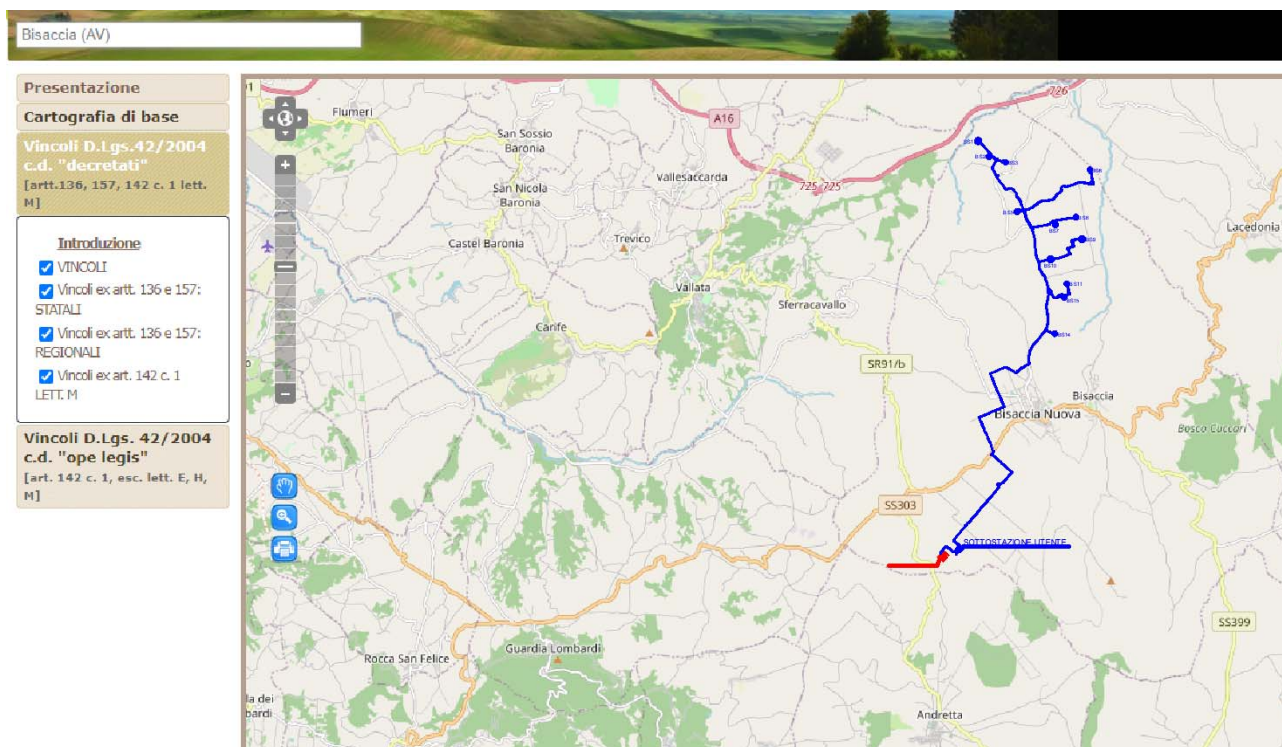 Bisaccia (AV)
Presentazione
Cartografia di base
Vincoli D.Lgs.42/2004
c.d. "decretati"
[artt.136, 157, 142 c. 1 lett.
M]
Introduzione
VINCOLI
Vincoli ex artt. 136 e 157:
STATALI
Vincoli ex artt. 136 e 157:
REGIONALI
Vincoli ex art. 142 c. 1
LETT. M
Vincoli D.Lgs. 42/2004
c.d. "ope legis"
[art. 142 c. 1, esc. lett. E, H,
M]
Flumeri
San Sossio
Baronia
A16
726
Vallesaccarda
725 725
San Nicola
Baronia
Castel Baronia
Trevico
Lacedonia
Vallata
Sferracavallo
Carife
SR91/b
Bisaccia
Bisaccia Nuova
Bosco Cuccari
SS303
SOTTOSTAZIONE UTENTE
SS399
Rocca San Felice
Guardia Lombardi
Andretta